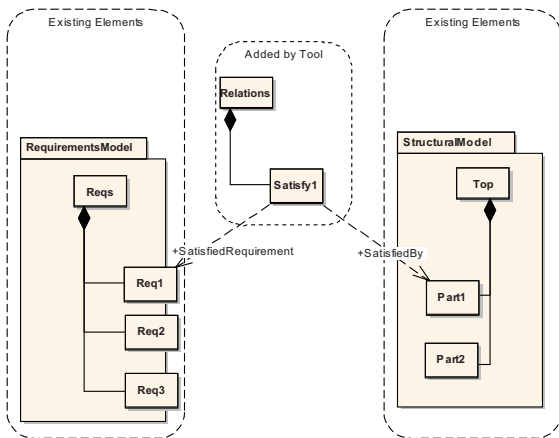 Existing Elements
Existing Elements
Added by Tool
Relations
RequirementsModel
StructuralModel
Reqs
Top
Satisfy1
+SatisfiedRequirement
+SatisfiedBy
Req1
Part1
Req2
Part2
Req3